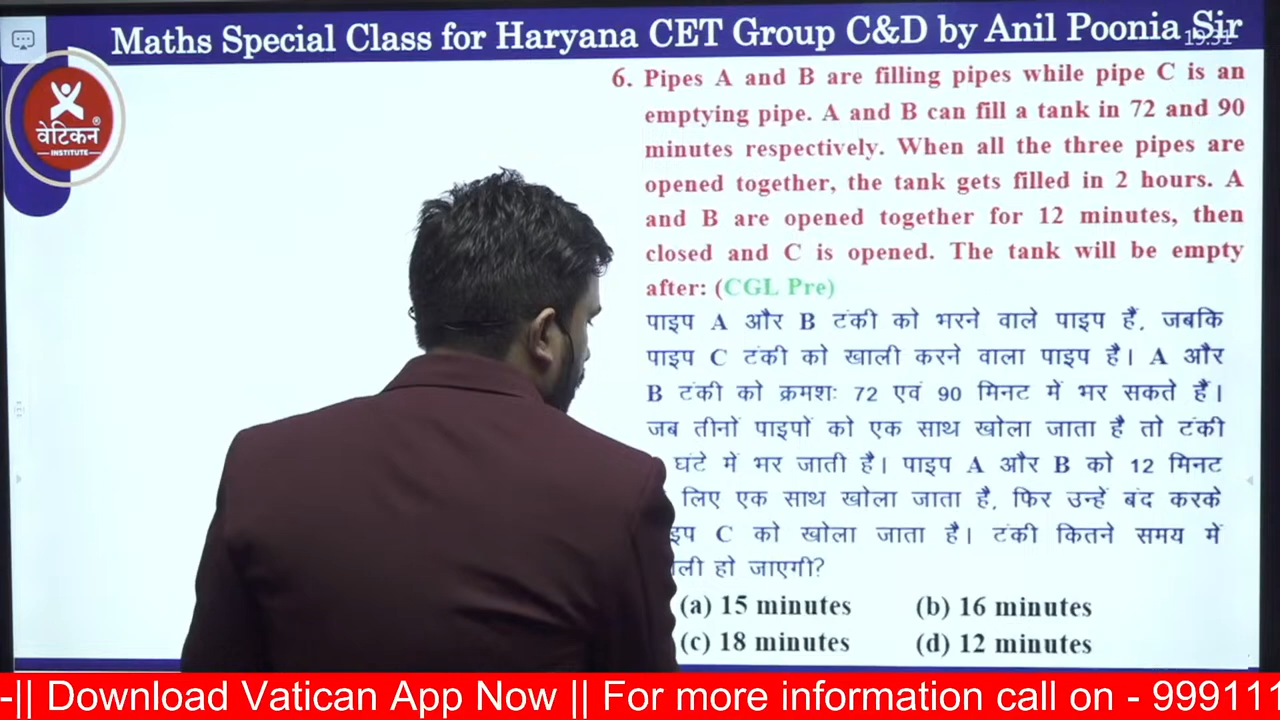 Maths Special Class for Haryana CET Group C&D by Anil Poonia Sir
19:31
वेटिकन
INSTITUTE
6. Pipes A and B are filling pipes while pipe C is an
emptying pipe. A and B can fill a tank in 72 and 90
minutes respectively. When all the three pipes are
opened together, the tank gets filled in 2 hours. A
and B are opened together for 12 minutes, then
closed and C is opened. The tank will be empty
after: (CGL Pre)
पाइप A और B टंकी को भरने वाले पाइप हैं, जबकि
पाइप C टंकी को खाली करने वाला पाइप है। A और
B टंकी को क्रमशः 72 एवं 90 मिनट में भर सकते हैं।
जब तीनों पाइपों को एक साथ खोला जाता है तो टंकी
घंटे में भर जाती है। पाइप A और B को 12 मिनट
लिए एक साथ खोला जाता है, फिर उन्हें बंद करके
इप C को खोला जाता है। टंकी कितने समय में
ली हो जाएगी?
(a) 15 minutes (b) 16 minutes
(c) 18 minutes (d) 12 minutes
-|| Download Vatican App Now || For more information call on - 999111